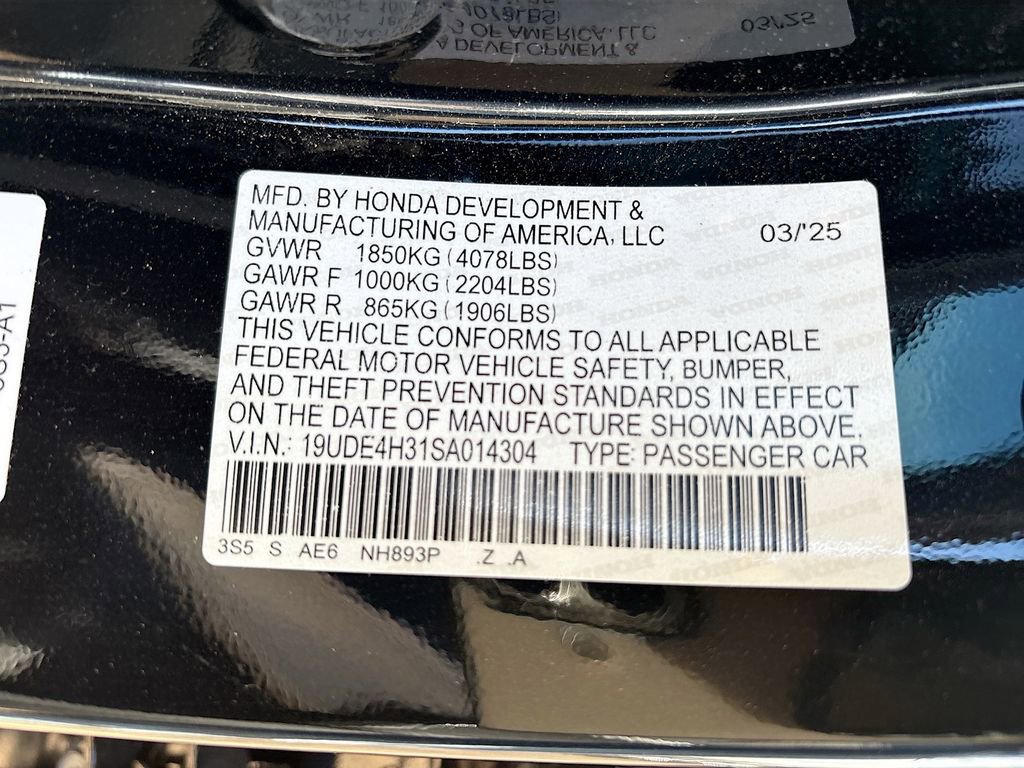 MFD. BY HONDA DEVELOPMENT &
MANUFACTURING OF AMERICA, LLC 03/'25
GVWR 1850KG (4078LBS)
GAWR F 1000KG (2204LBS)
GAWR R 865KG (1906LBS)
THIS VEHICLE CONFORMS TO ALL APPLICABLE
FEDERAL MOTOR VEHICLE SAFETY, BUMPER,
AND THEFT PREVENTION STANDARDS IN EFFECT
ON THE DATE OF MANUFACTURE SHOWN ABOVE.
V.I.N.: 19UDE4H31SA014304 TYPE: PASSENGER CAR
3S5 S AE6 NH893P .Z .A